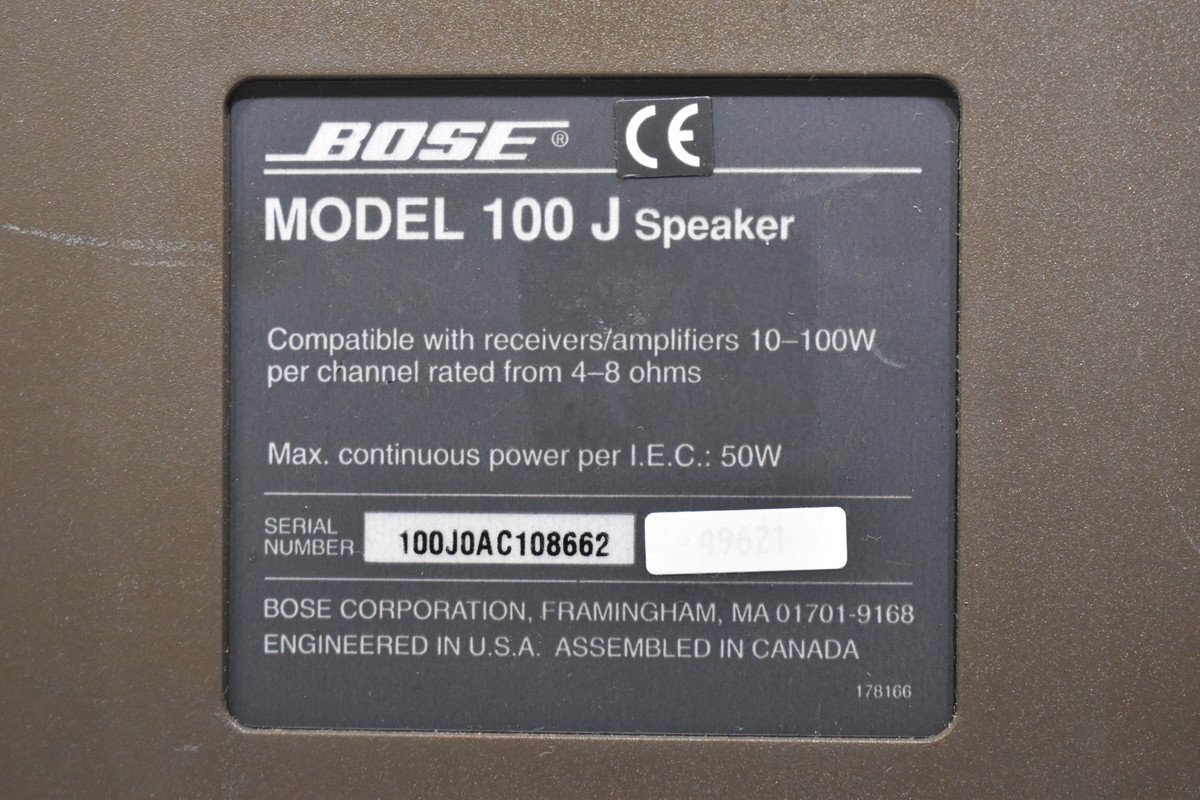 BOSE® CE
MODEL 100 J Speaker
Compatible with receivers/amplifiers 10–100W
per channel rated from 4–8 ohms
Max. continuous power per I.E.C.: 50W
SERIAL
NUMBER 100J0AC108662 49621
BOSE CORPORATION, FRAMINGHAM, MA 01701-9168
ENGINEERED IN U.S.A. ASSEMBLED IN CANADA
178166